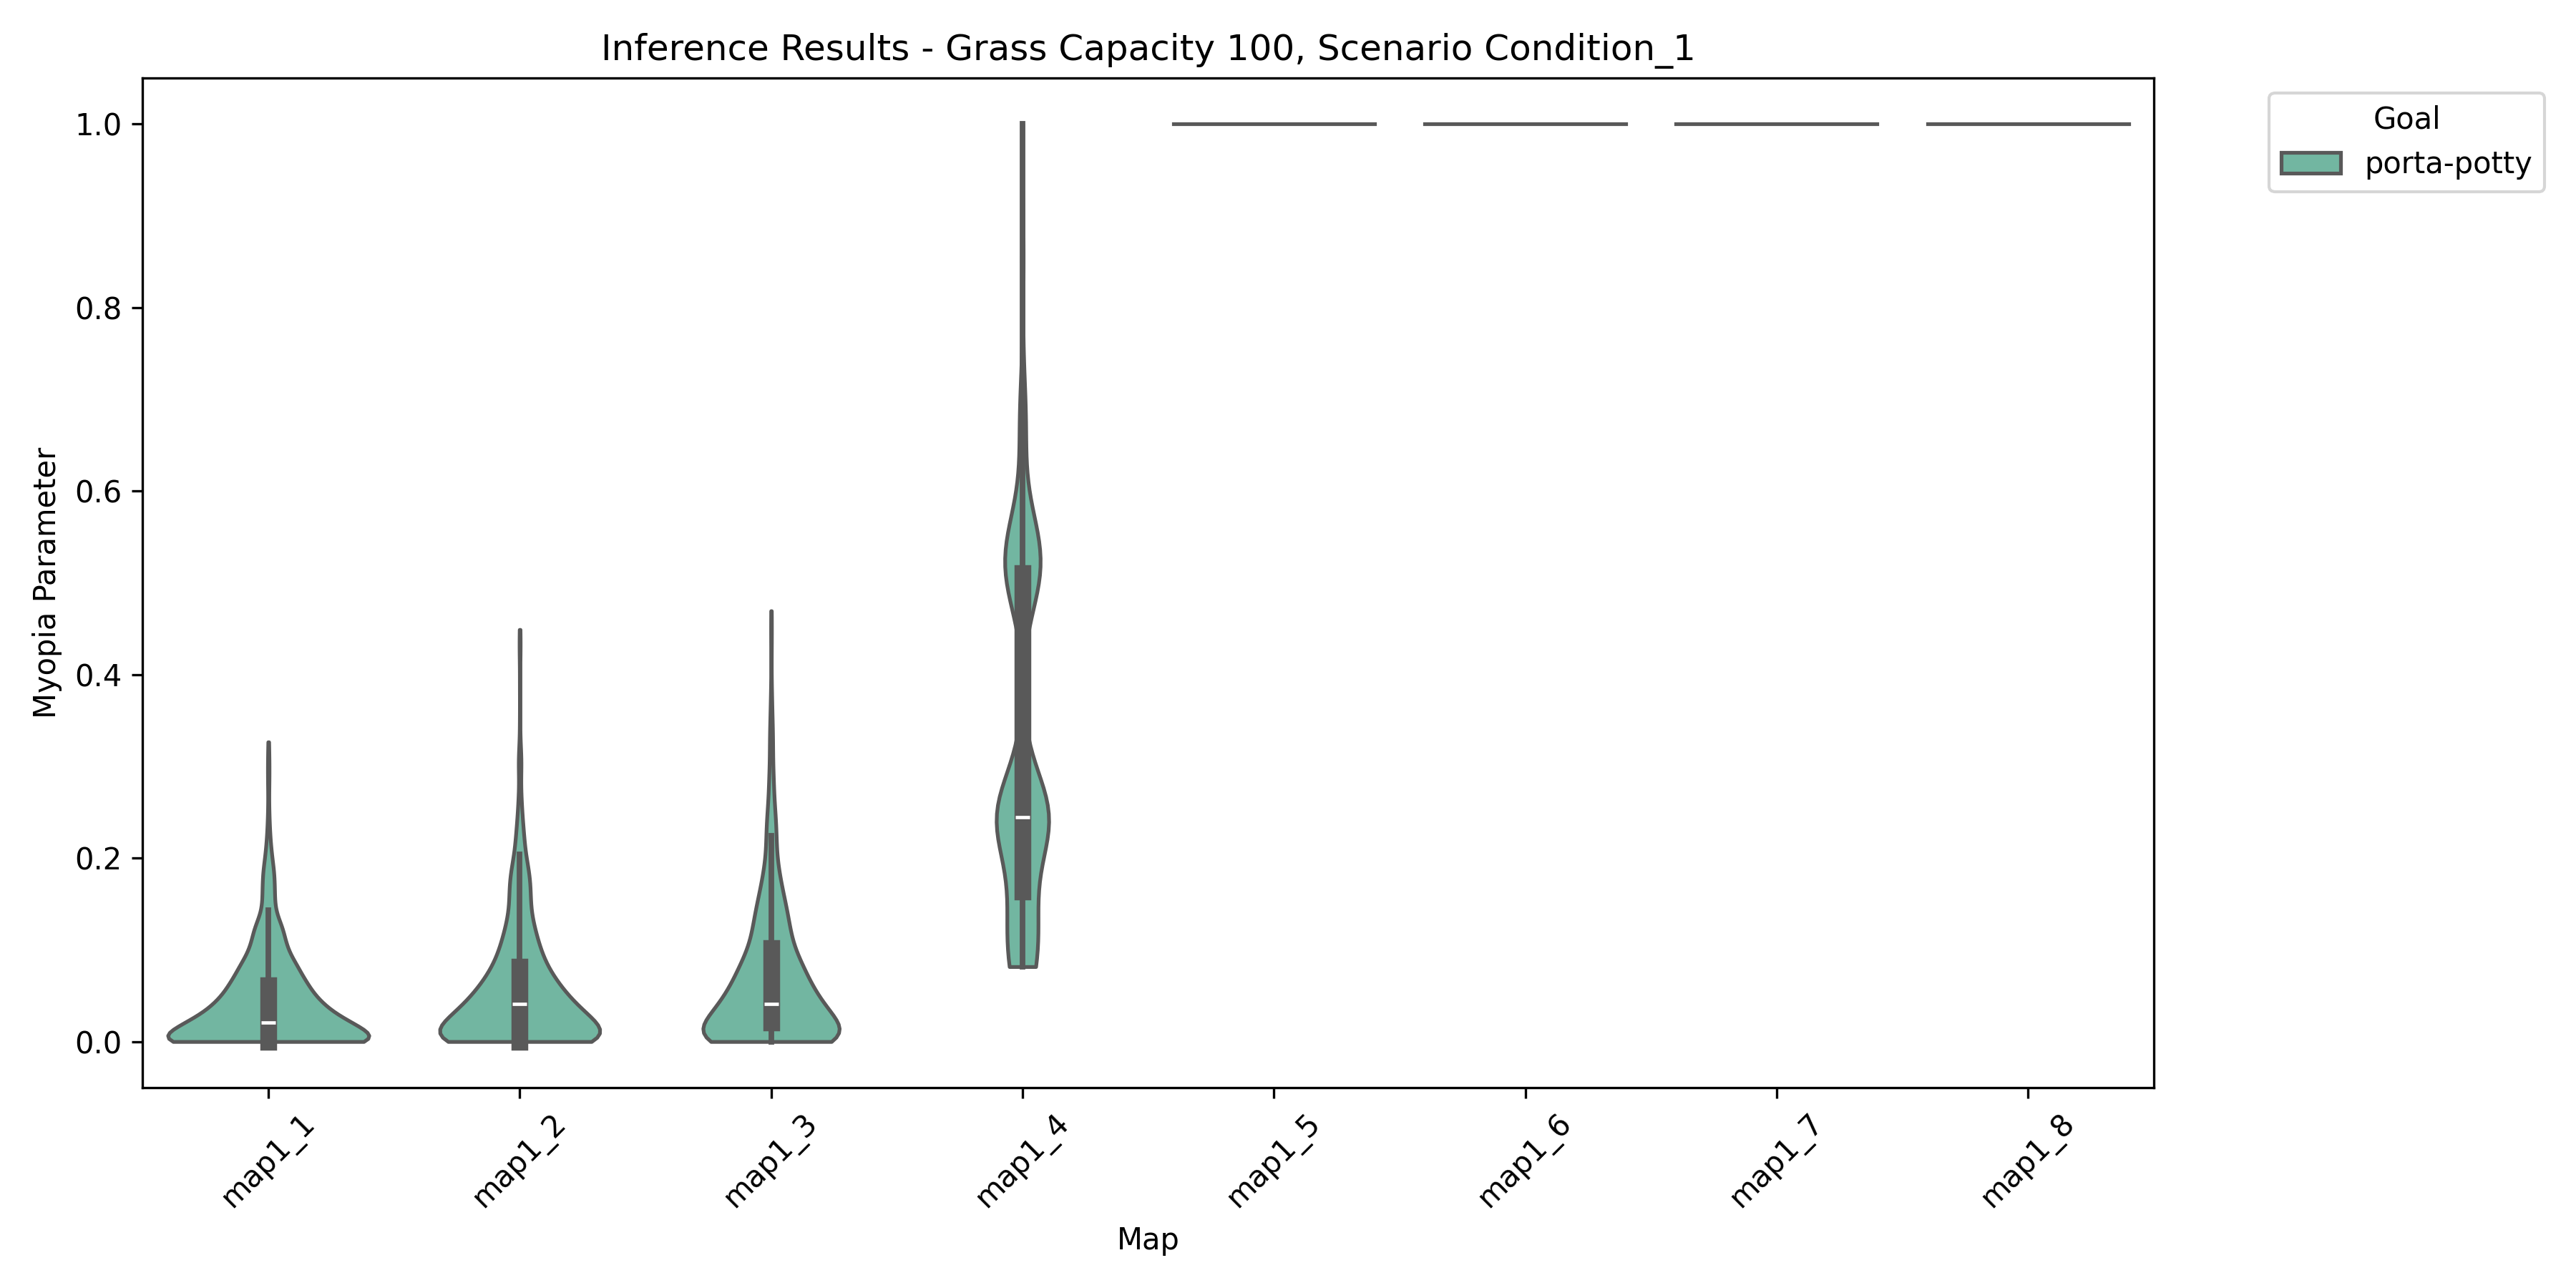 Inference Results - Grass Capacity 100, Scenario Condition_1
Goal
porta-potty
Myopia Parameter
1.0
0.8
0.6
0.4
0.2
0.0
map1_1
map1_2
map1_3
map1_4
map1_5
map1_6
map1_7
map1_8
Map